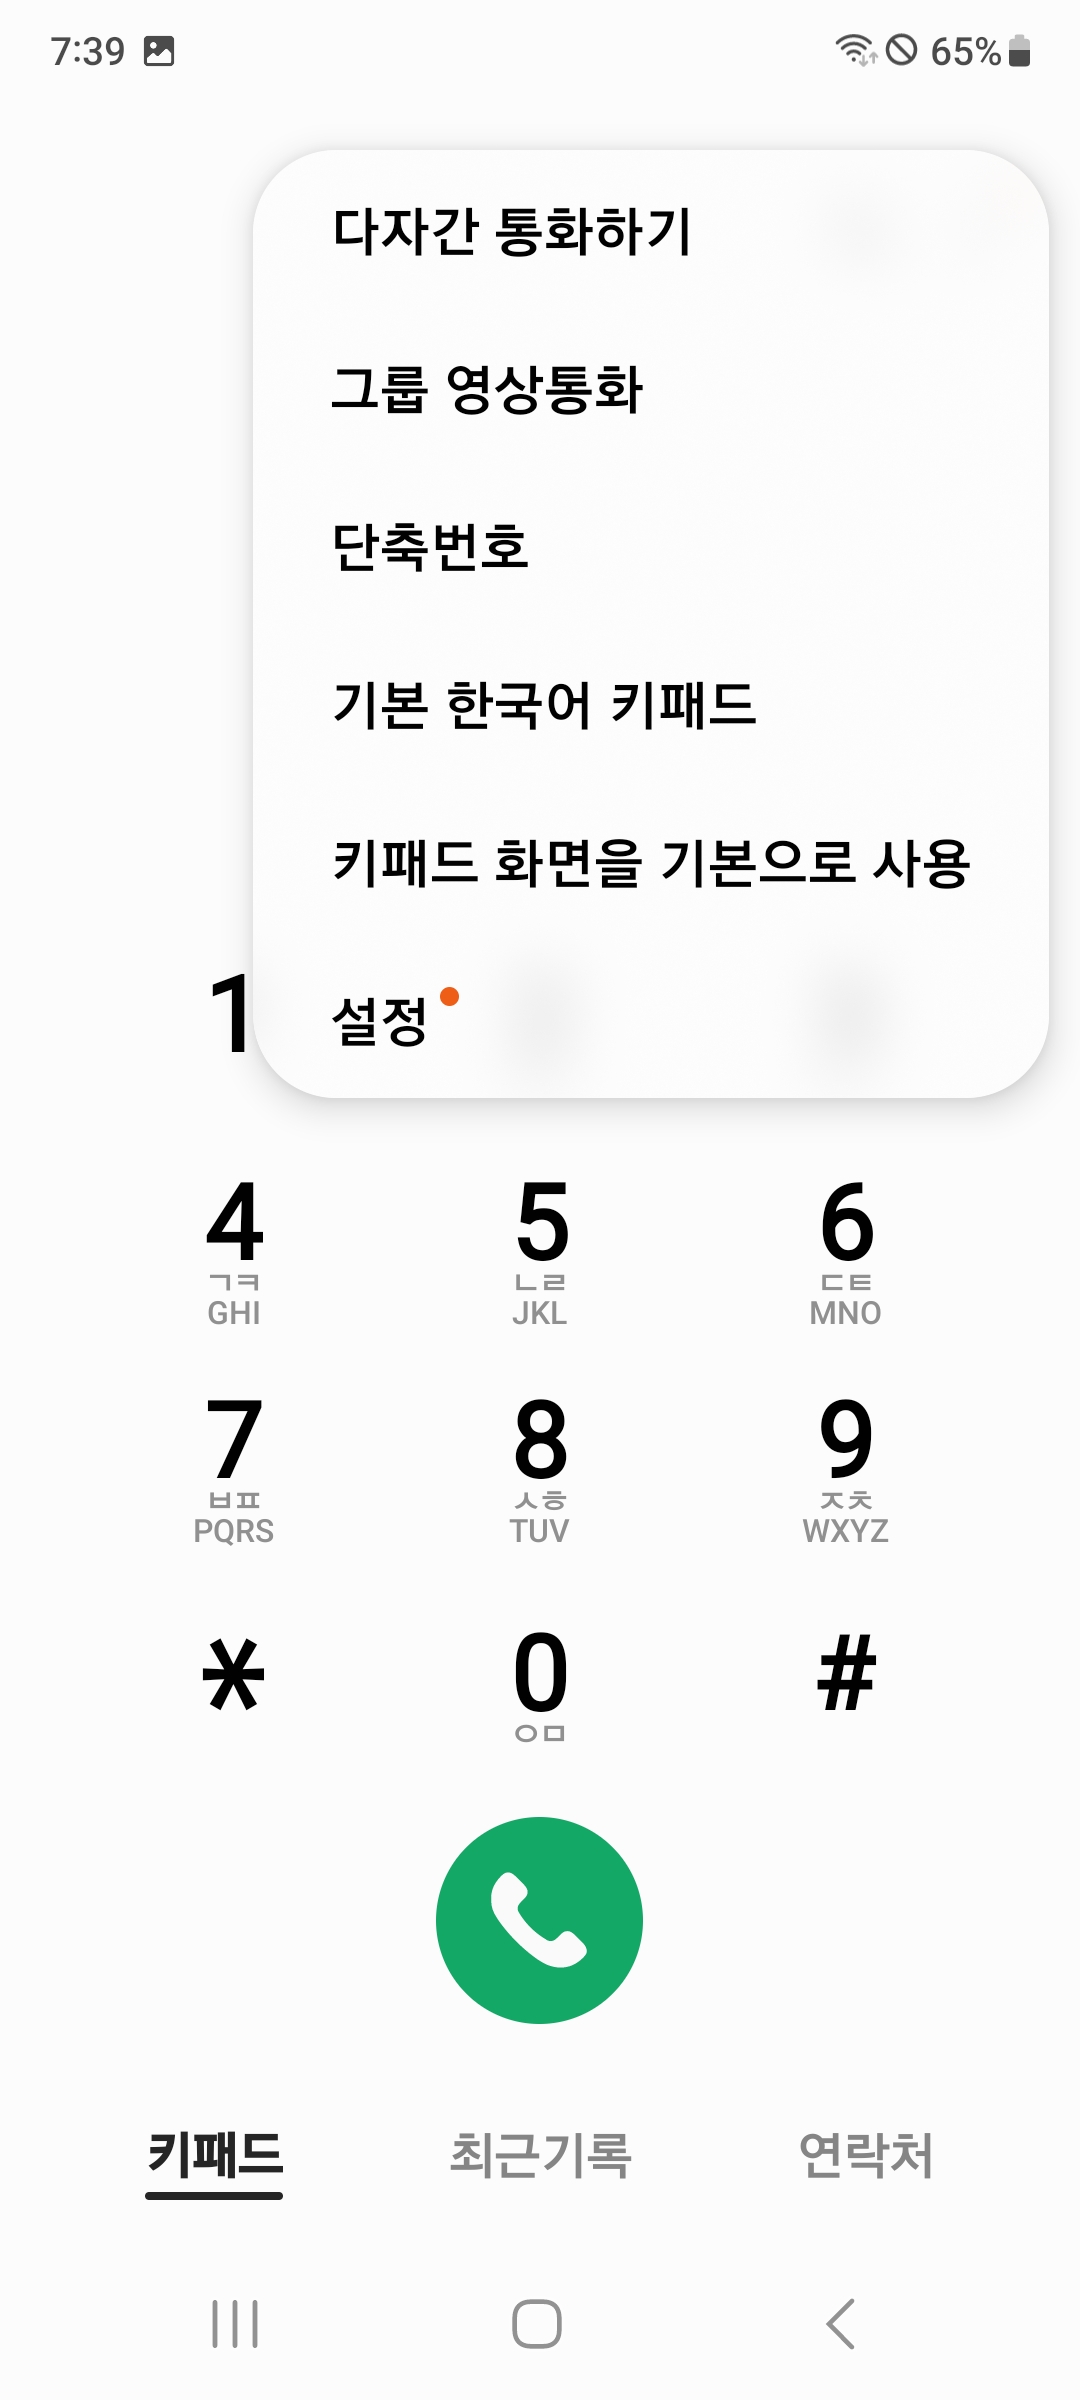 7:39 65%
다자간 통화하기
그룹 영상통화
단축번호
기본 한국어 키패드
키패드 화면을 기본으로 사용
설정
1
4 5 6
ㄱㅋ ㄴㄹ ㄷㅌ
GHI JKL MNO
7 8 9
ㅂㅍ ㅅㅎ ㅈㅊ
PQRS TUV WXYZ
* 0 #
ㅇㅁ
키패드 최근기록 연락처